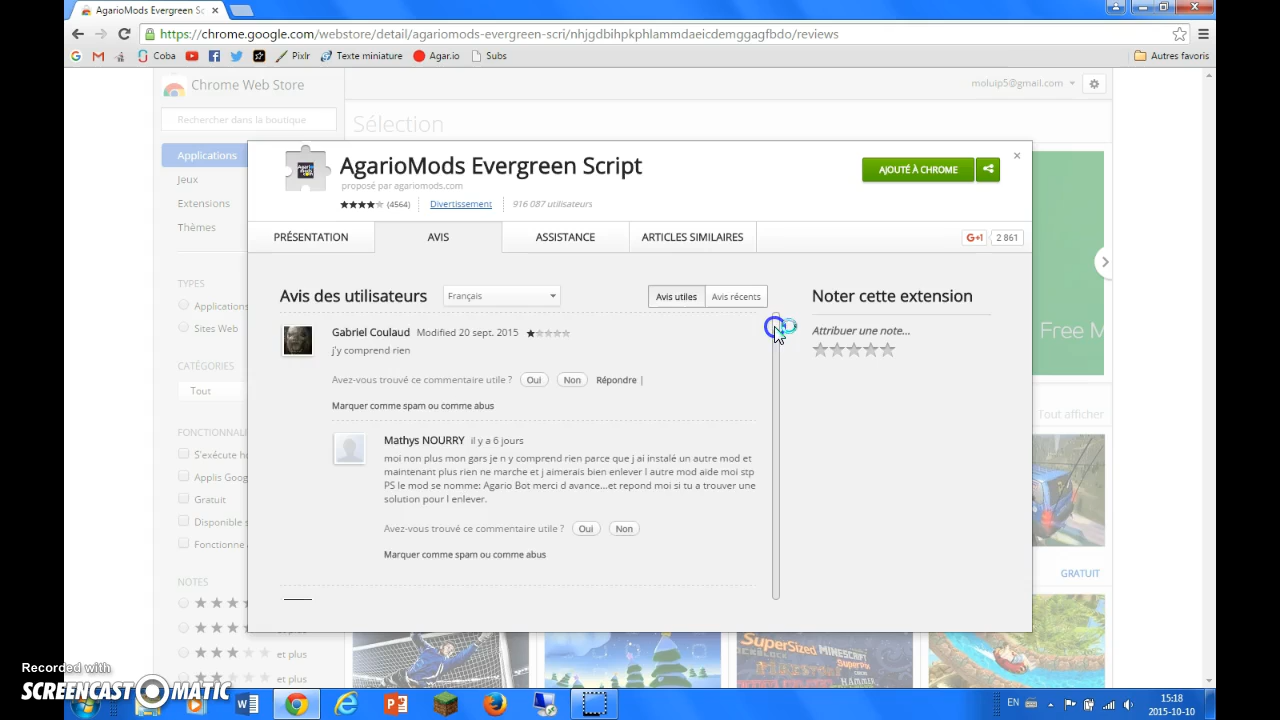 AgarioMods Evergreen Sc
https://chrome.google.com/webstore/detail/agariomods-evergreen-scri/nhjgdbihpkphlammdaeicdemggagfbdo/reviews
Coba
Pixlr
Texte miniature
Agar.io
Subs
Autres favoris
Chrome Web Store
moluip5@gmail.com
Rechercher dans la boutique
Sélection
Applications
Jeux
Extensions
Thèmes
TYPES
Applications
Sites Web
CATÉGORIES
Tout
FONCTIONNAL
S'exécute h
Applis Goog
Gratuit
Disponible s
Fonctionne
NOTES
et plus
et plus
AgarioMods Evergreen Script
proposé par agariomods.com
(4564)
Divertissement
916 087 utilisateurs
AJOUTÉ À CHROME
PRÉSENTATION
AVIS
ASSISTANCE
ARTICLES SIMILAIRES
G+1
2 861
Avis des utilisateurs
Français
Avis utiles
Avis récents
Gabriel Coulaud Modified 20 sept. 2015
j'y comprend rien
Avez-vous trouvé ce commentaire utile ? Oui Non Répondre |
Marquer comme spam ou comme abus
Mathys NOURRY il y a 6 jours
moi non plus mon gars je n y comprend rien parce que j ai instalé un autre mod et
maintenant plus rien ne marche et j aimerais bien enlever l autre mod aide moi stp
PS le mod se nomme: Agario Bot merci d avance...et repond moi si tu a trouver une
solution pour l enlever.
Avez-vous trouvé ce commentaire utile ? Oui Non
Marquer comme spam ou comme abus
Noter cette extension
Attribuer une note...
Free M
Tout afficher
GRATUIT
SUPERSIZED MINECRAFT
Recorded with
SCREENCAST-O-MATIC
EN
15:18
2015-10-10